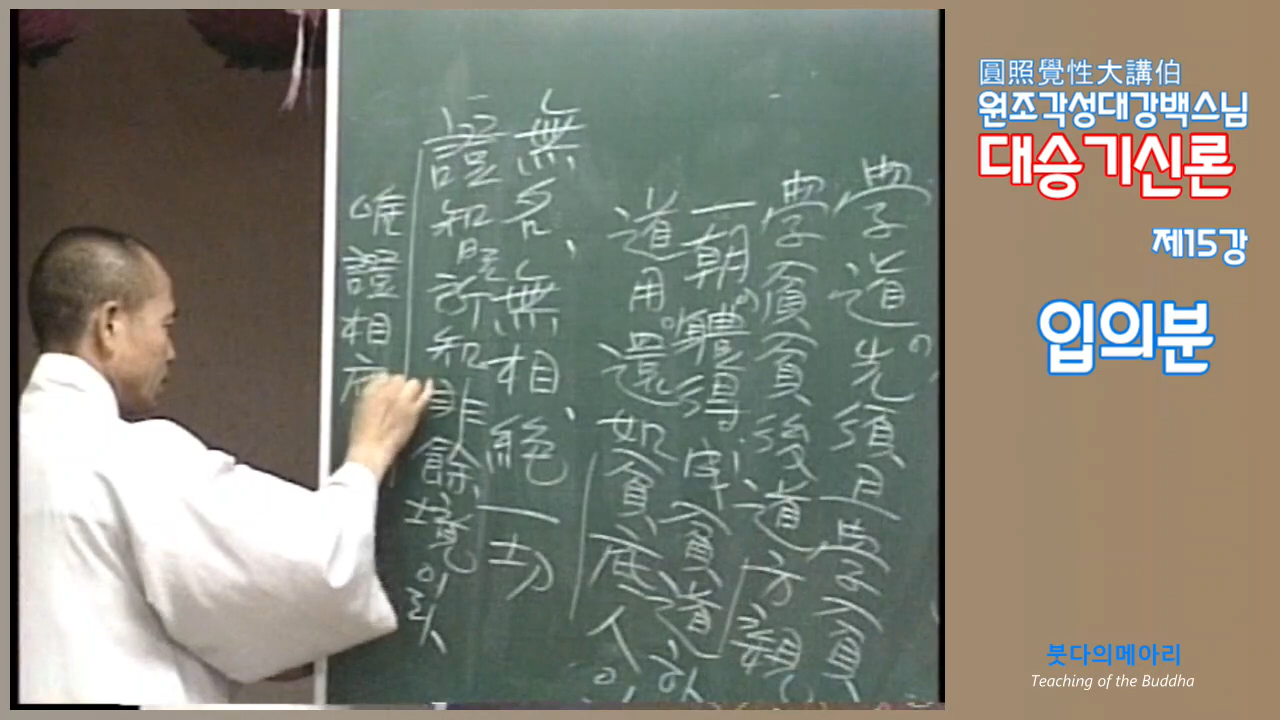 圓照覺性大講伯
원조각성대강백스님
대승기신론
제15강
입의분
붓다의메아리
Teaching of the Buddha
學道先須且學貧
學貧貧後道方親
一朝體得成貧道
道用還如貧底人
無名, 無相, 絶一切
證智所知非餘境이라
唯證相